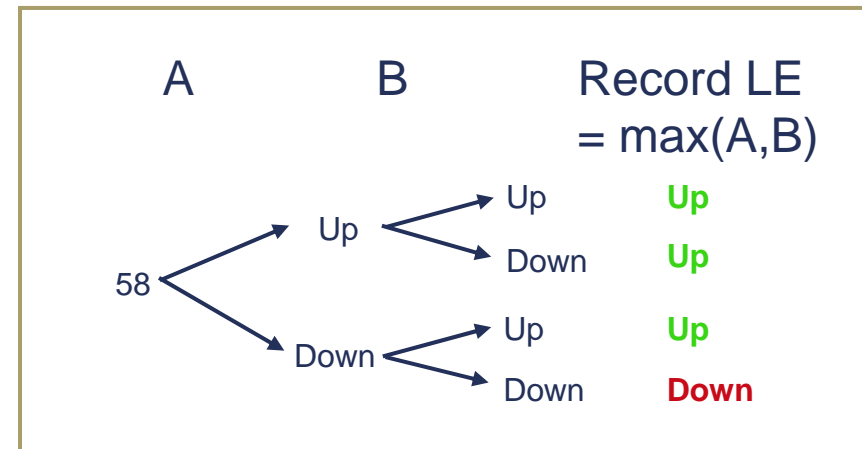 A B Record LE
= max(A,B)
Up Up
Up
Down Up
58
Up Up
Down
Down Down